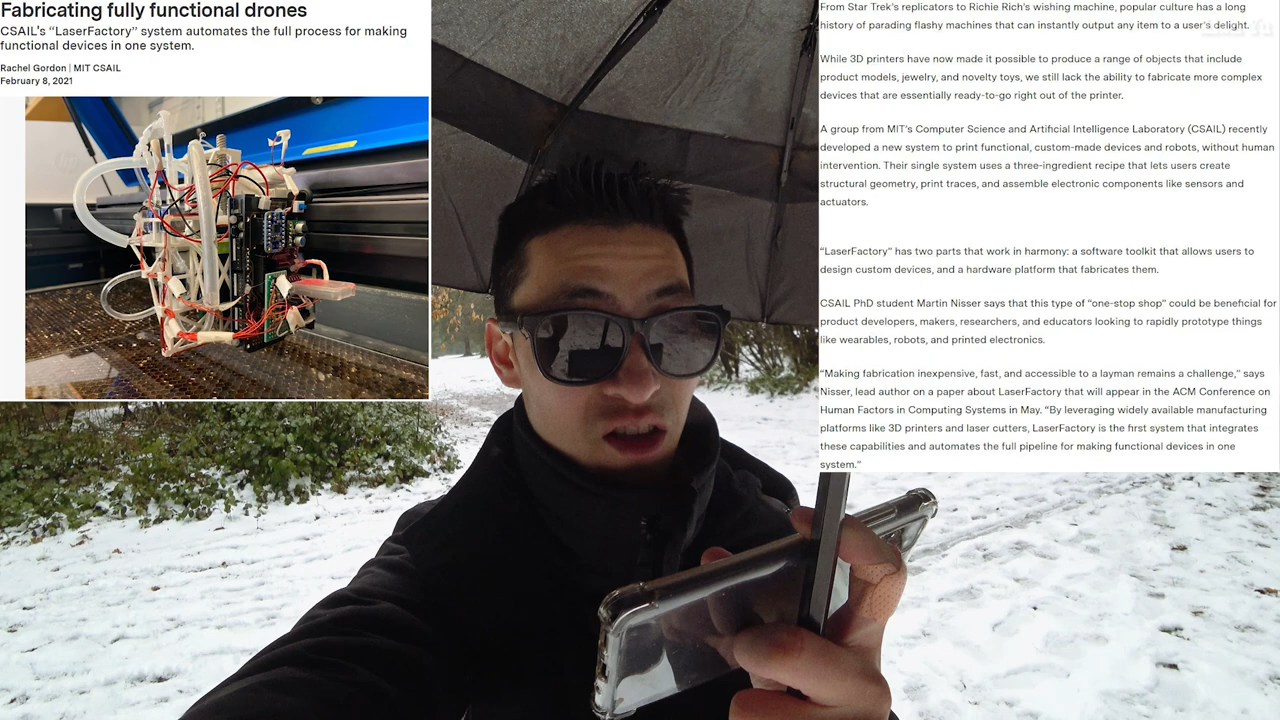 Fabricating fully functional drones
CSAIL's “LaserFactory” system automates the full process for making
functional devices in one system.
Rachel Gordon | MIT CSAIL
February 8, 2021
From Star Trek's replicators to Richie Rich's wishing machine, popular culture has a long
history of parading flashy machines that can instantly output any item to a user's delight.
While 3D printers have now made it possible to produce a range of objects that include
product models, jewelry, and novelty toys, we still lack the ability to fabricate more complex
devices that are essentially ready-to-go right out of the printer.
A group from MIT's Computer Science and Artificial Intelligence Laboratory (CSAIL) recently
developed a new system to print functional, custom-made devices and robots, without human
intervention. Their single system uses a three-ingredient recipe that lets users create
structural geometry, print traces, and assemble electronic components like sensors and
actuators.
“LaserFactory” has two parts that work in harmony: a software toolkit that allows users to
design custom devices, and a hardware platform that fabricates them.
CSAIL PhD student Martin Nisser says that this type of “one-stop shop” could be beneficial for
product developers, makers, researchers, and educators looking to rapidly prototype things
like wearables, robots, and printed electronics.
“Making fabrication inexpensive, fast, and accessible to a layman remains a challenge,” says
Nisser, lead author on a paper about LaserFactory that will appear in the ACM Conference on
Human Factors in Computing Systems in May. “By leveraging widely available manufacturing
platforms like 3D printers and laser cutters, LaserFactory is the first system that integrates
these capabilities and automates the full pipeline for making functional devices in one
system.”